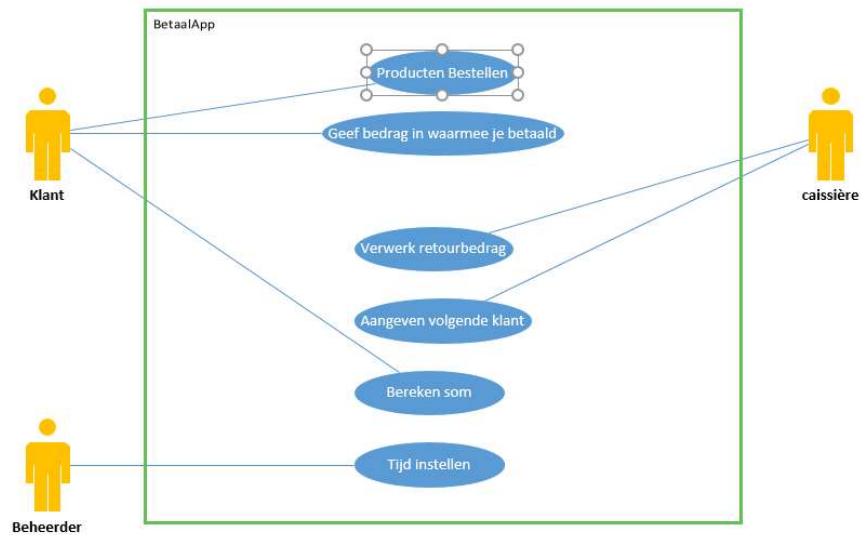 BetaalApp
Producten Bestellen
Geef bedrag in waarmee je betaald
Klant
caissière
Verwerk retourbedrag
Aangeven volgende klant
Bereken som
Tijd instellen
Beheerder